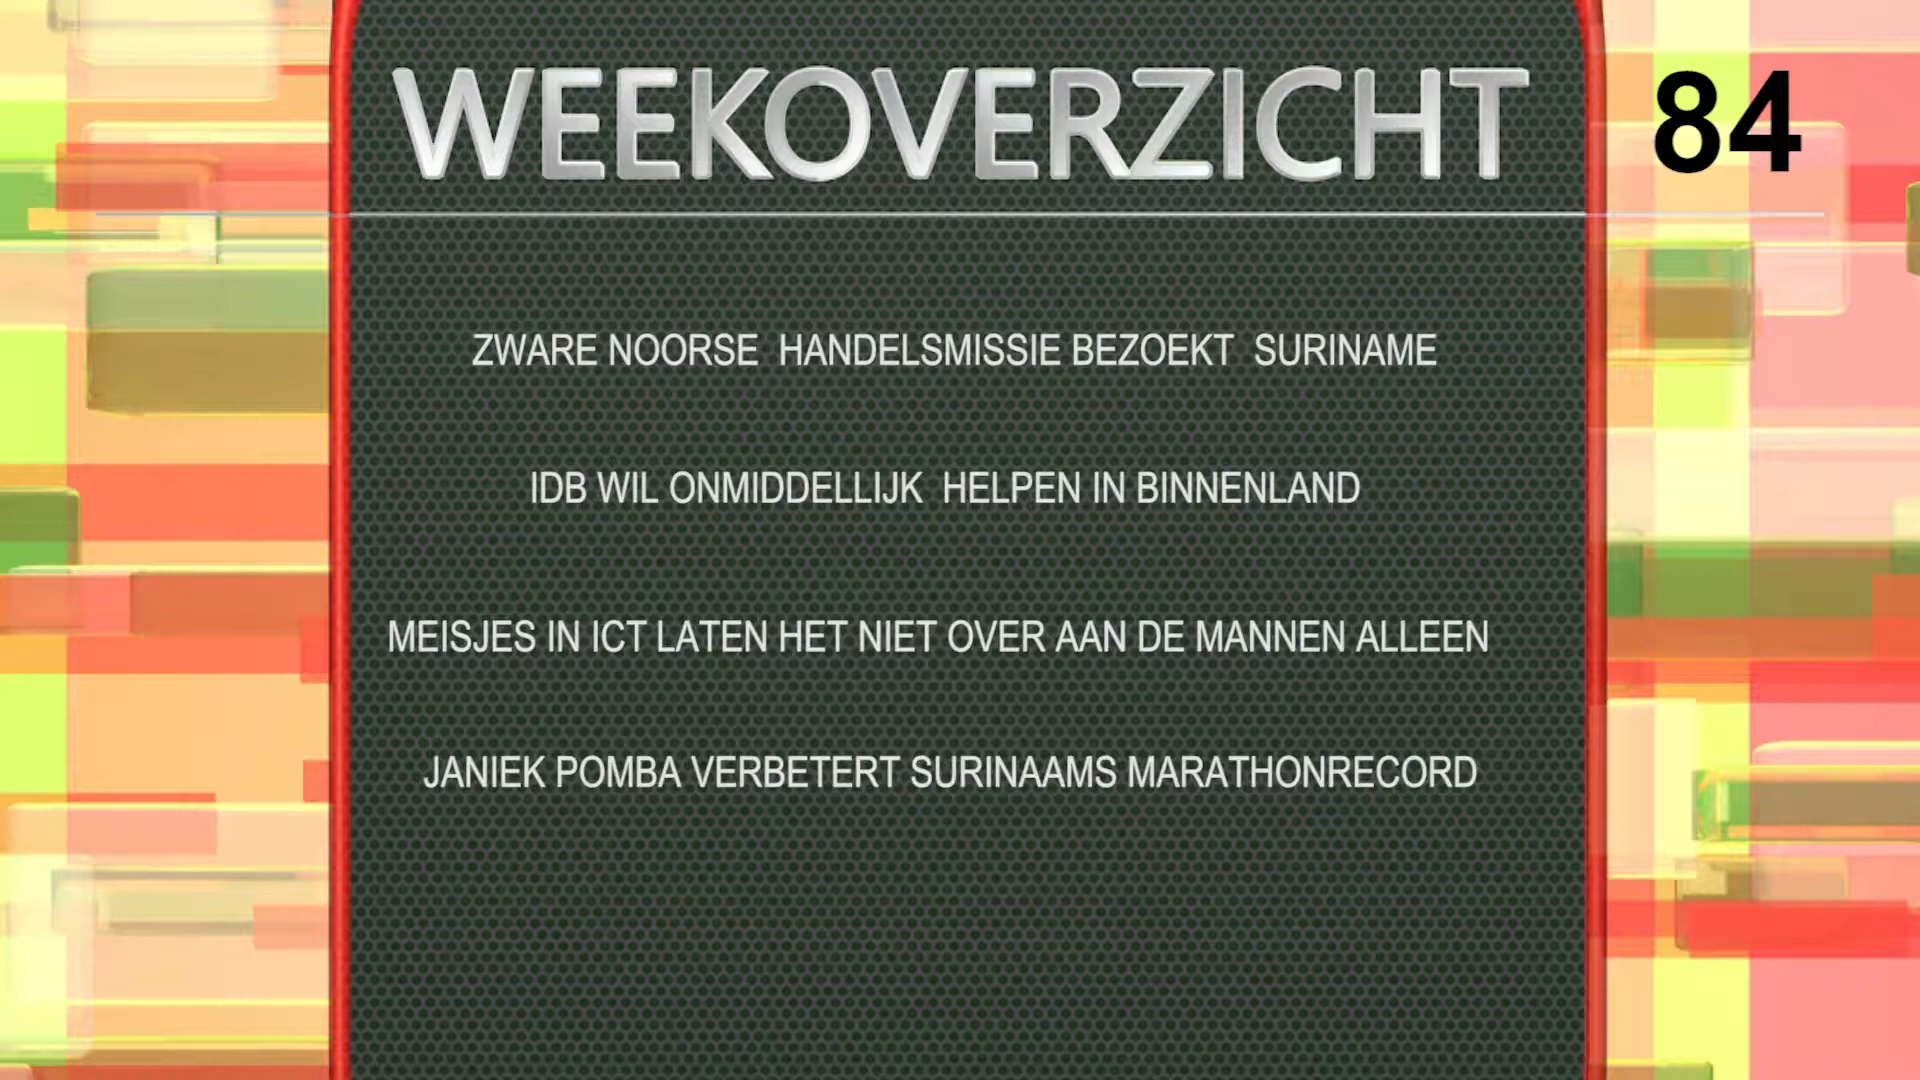 WEEKOVERZICHT
84
ZWARE NOORSE HANDELSMISSIE BEZOEKT SURINAME
IDB WIL ONMIDDELLIJK HELPEN IN BINNENLAND
MEISJES IN ICT LATEN HET NIET OVER AAN DE MANNEN ALLEEN
JANIEK POMBA VERBETERT SURINAAMS MARATHONRECORD